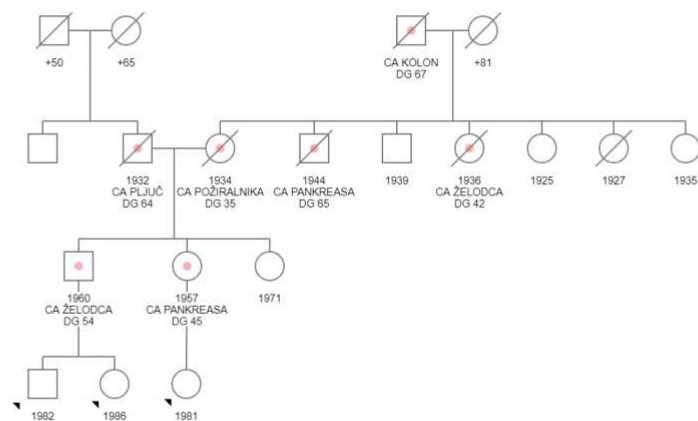 +50
+65
CA KOLON
DG 67
+81
1932
CA PLJUČ
DG 64
1934
CA POŽIRALNIKA
DG 35
1944
CA PANKREASA
DG 65
1939
1936
CA ŽELODCA
DG 42
1925
1927
1935
1960
CA ŽELODCA
DG 54
1957
CA PANKREASA
DG 45
1971
1982
1986
1981